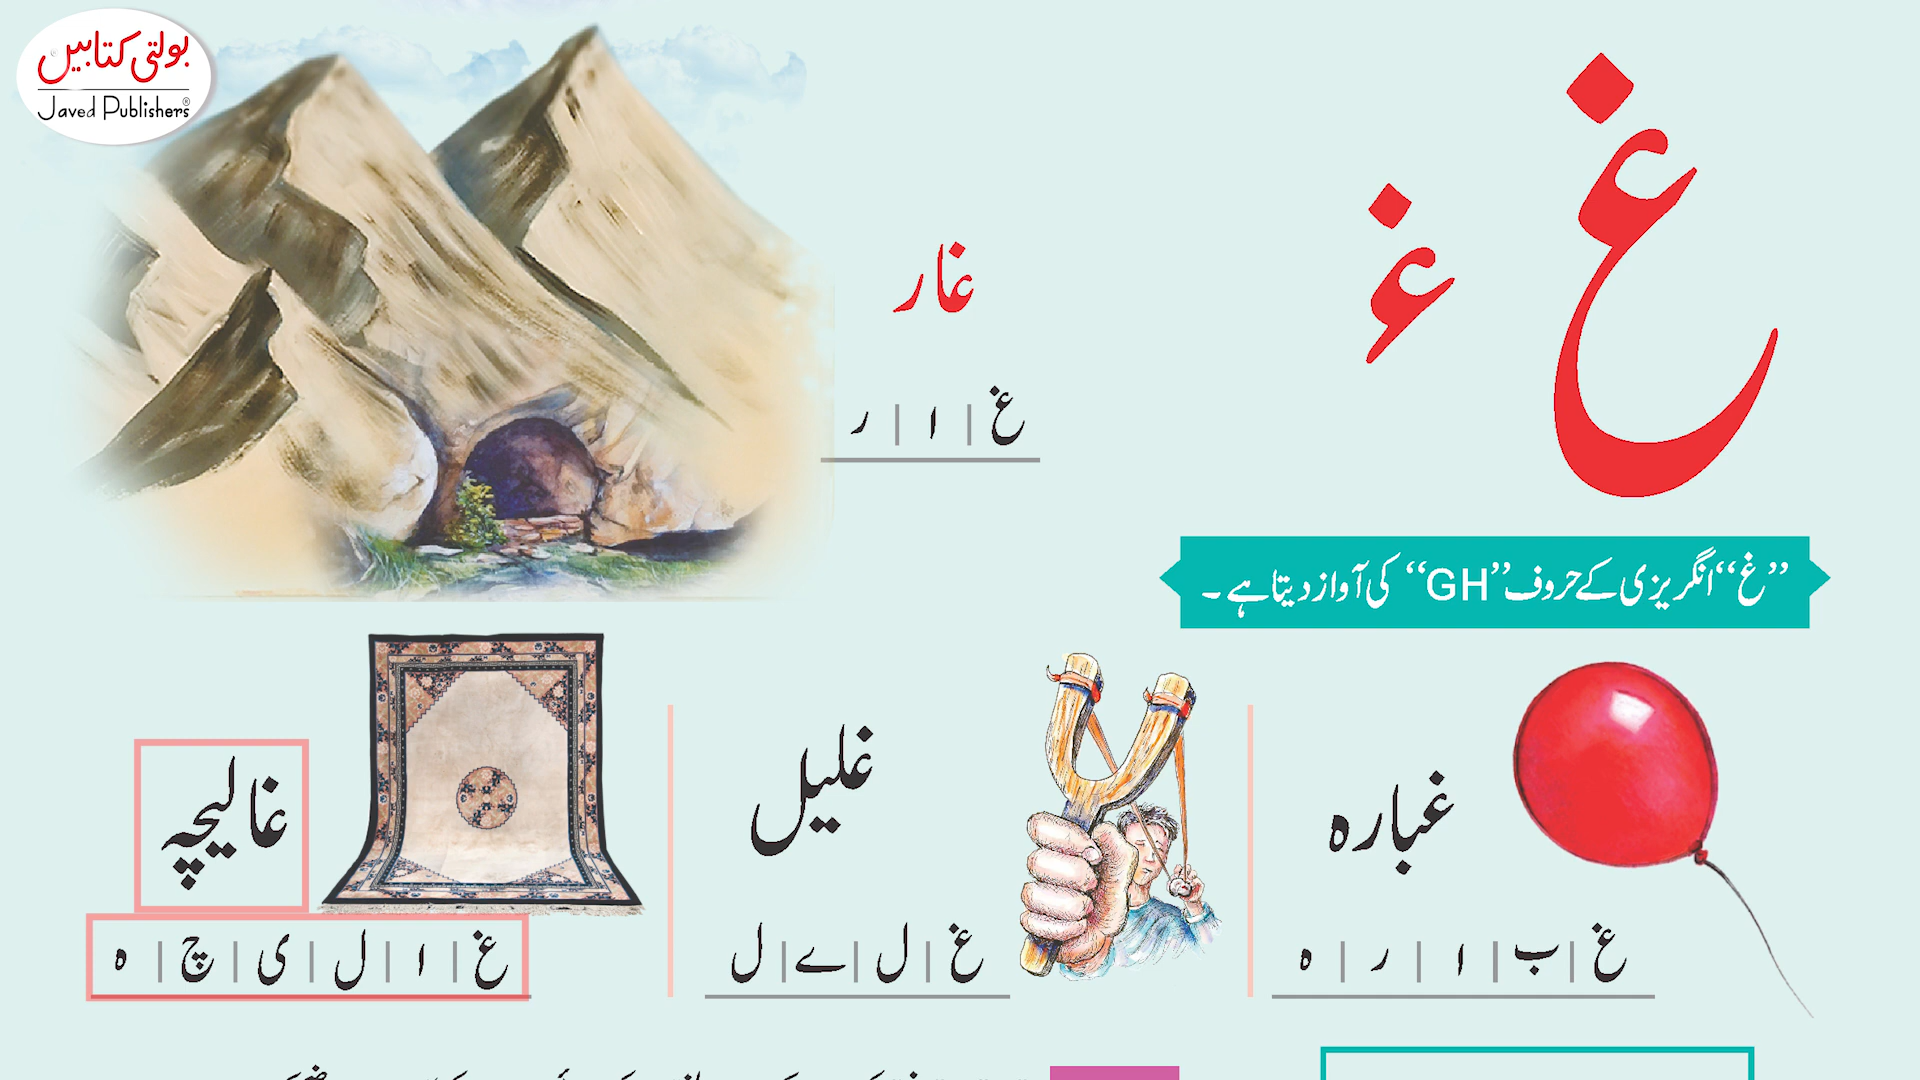 بولتی کتابیں
Javed Publishers®
غ غ
غار
غ | ا | ر
”غ“ انگریزی کے حروف ”GH“ کی آواز دیتا ہے ۔
غبارہ
غ | ب | ا | ر | ہ
غلیل
غ | ل | ے | ل
غالیچہ
غ | ا | ل | ی | چ | ہ